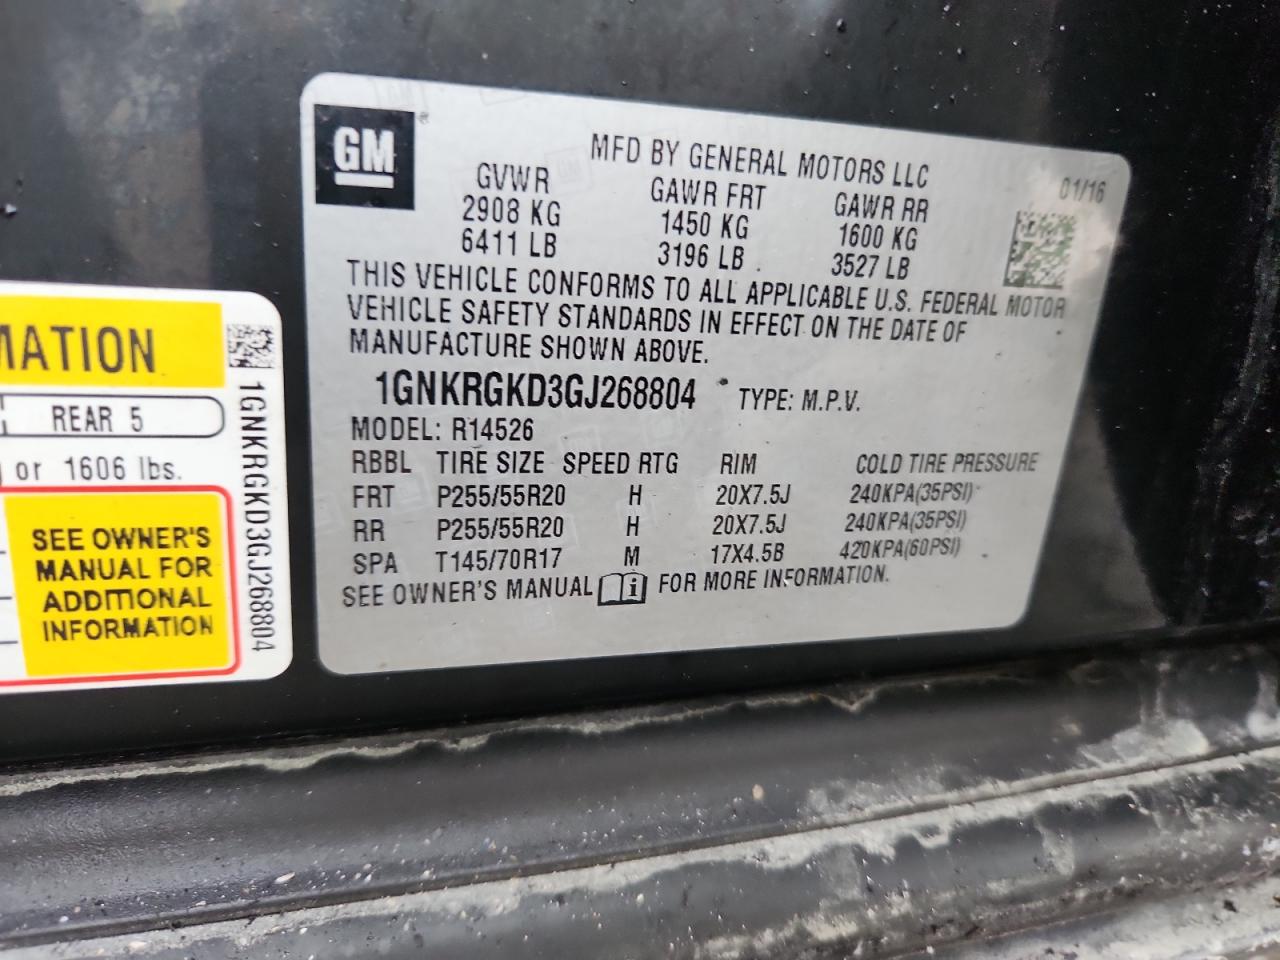 GM
MFD BY GENERAL MOTORS LLC
01/16
GVWR GAWR FRT GAWR RR
2908 KG 1450 KG 1600 KG
6411 LB 3196 LB 3527 LB
THIS VEHICLE CONFORMS TO ALL APPLICABLE U.S. FEDERAL MOTOR
VEHICLE SAFETY STANDARDS IN EFFECT ON THE DATE OF
MANUFACTURE SHOWN ABOVE.
1GNKRGKD3GJ268804 TYPE: M.P.V.
MODEL: R14526
RBBL TIRE SIZE SPEED RTG RIM COLD TIRE PRESSURE
FRT P255/55R20 H 20X7.5J 240KPA(35PSI)
RR P255/55R20 H 20X7.5J 240KPA(35PSI)
SPA T145/70R17 M 17X4.5B 420KPA(60PSI)
SEE OWNER'S MANUAL i FOR MORE INFORMATION.
MATION
REAR 5
or 1606 lbs.
SEE OWNER'S
MANUAL FOR
ADDITIONAL
INFORMATION
1GNKRGKD3GJ268804